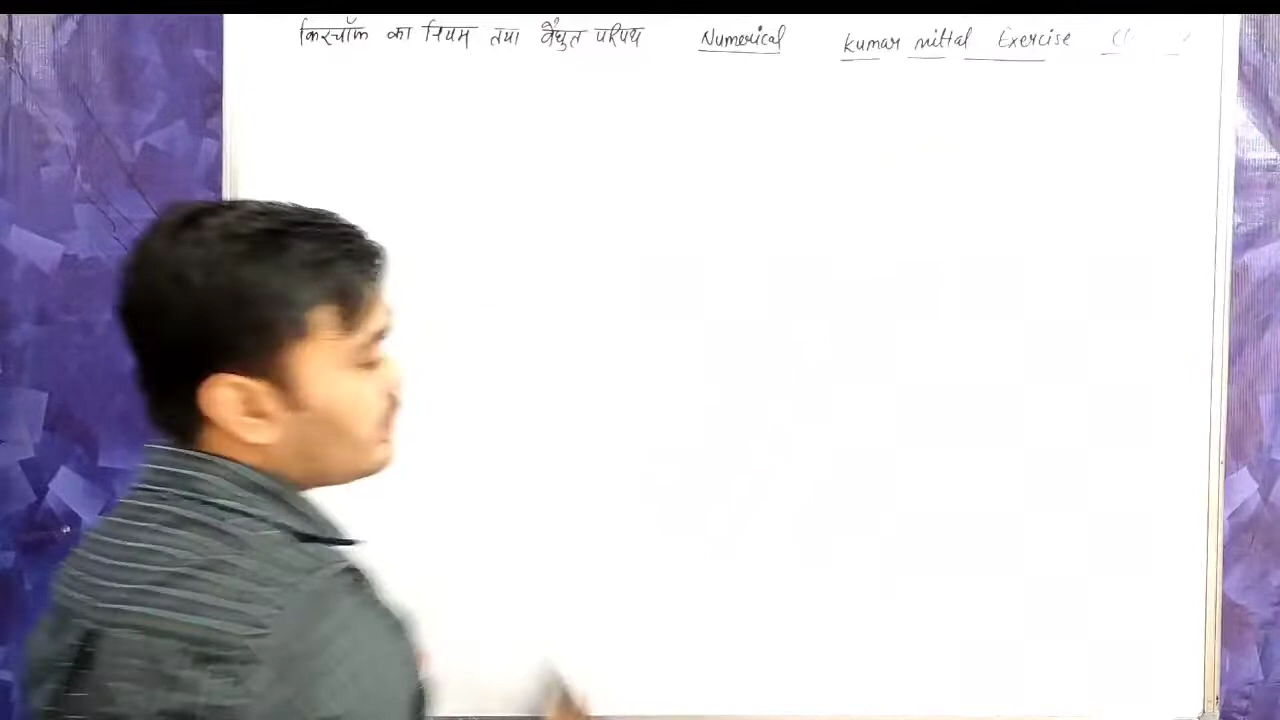 किरचॉफ का नियम तथा वैधुत परिपथ Numerical kumar mittal Exercise